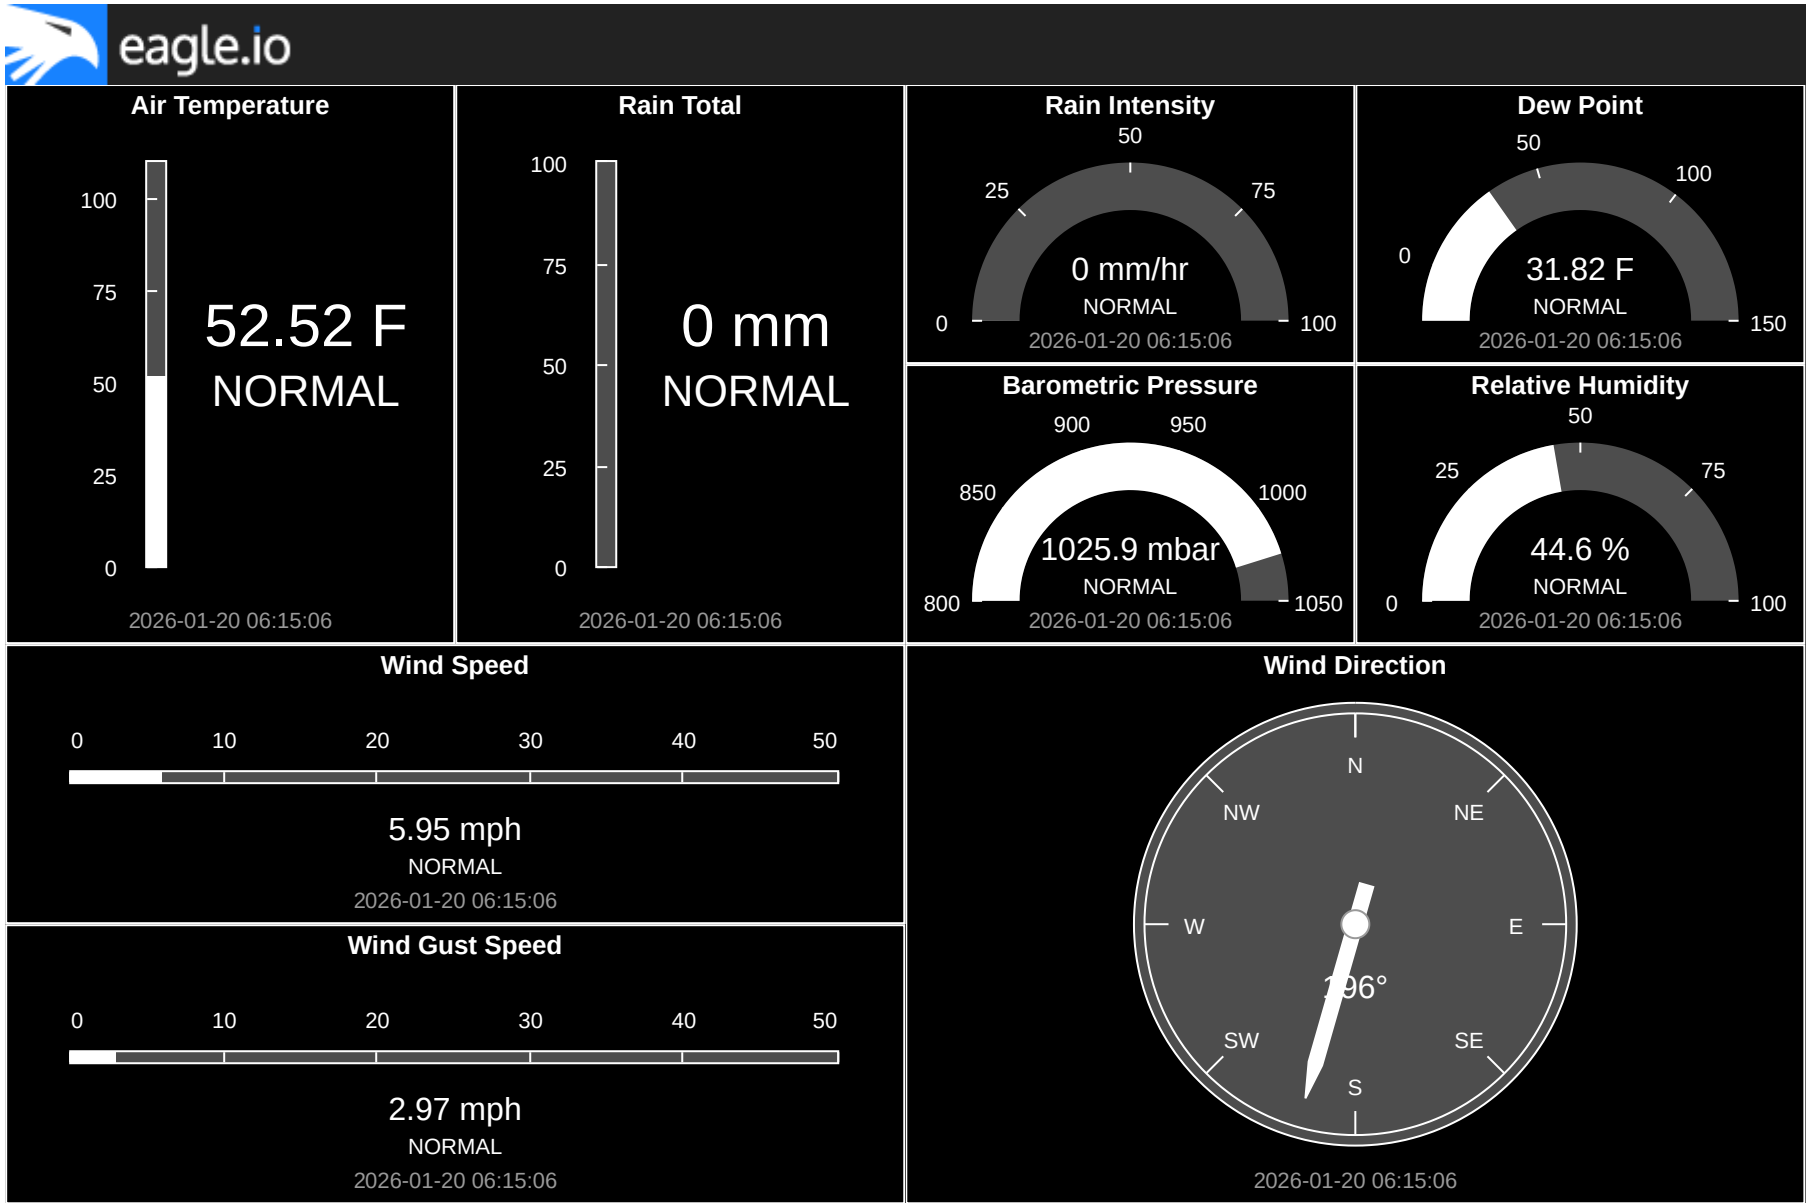 eagle.io
Air Temperature
100
75
50
25
0
52.52 F
NORMAL
2026-01-20 06:15:06
Rain Total
100
75
50
25
0
0 mm
NORMAL
2026-01-20 06:15:06
Rain Intensity
0
25
50
75
100
0 mm/hr
NORMAL
2026-01-20 06:15:06
Dew Point
0
50
100
150
31.82 F
NORMAL
2026-01-20 06:15:06
Barometric Pressure
800
850
900
950
1000
1050
1025.9 mbar
NORMAL
2026-01-20 06:15:06
Relative Humidity
0
25
50
75
100
44.6 %
NORMAL
2026-01-20 06:15:06
Wind Speed
0 10 20 30 40 50
5.95 mph
NORMAL
2026-01-20 06:15:06
Wind Gust Speed
0 10 20 30 40 50
2.97 mph
NORMAL
2026-01-20 06:15:06
Wind Direction
N
NW NE
W E
196°
SW SE
S
2026-01-20 06:15:06